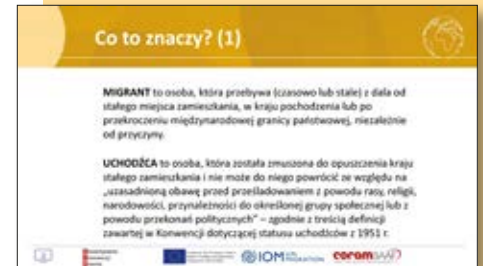 Co to znaczy? (1)
MIGRANT to osoba, która przebywa (czasowo lub stale) z dala od
stałego miejsca zamieszkania, w kraju pochodzenia lub po
przekroczeniu międzynarodowej granicy państwowej, niezależnie
od przyczyny.
UCHODŹCA to osoba, która została zmuszona do opuszczenia kraju
stałego zamieszkania i nie może do niego powrócić ze względu na
„uzasadnioną obawę przed prześladowaniem z powodu rasy, religii,
narodowości, przynależności do określonej grupy społecznej lub z
powodu przekonań politycznych” – zgodnie z treścią definicji
zawartej w Konwencji dotyczącej statusu uchodźców z 1951 r.
IOM MIGRATION coram